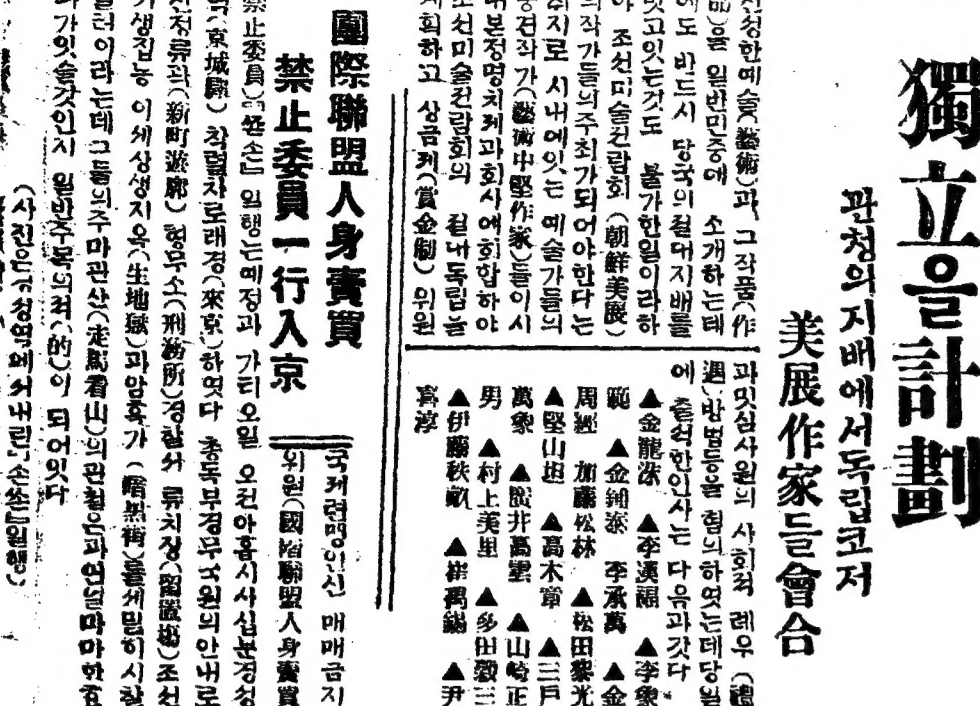 獨立을計劃
관청의지배에서독립코저
美展作家들會合
진정한예술(藝術)과 그작품(作
品)을 일반민중에 소개하는데
에도 반드시 당국의절대지배를
밧고잇는것도 불가한일이라하
야 조선미술전람회(朝鮮美展)
의작가들의주최가되어야한다는
취지로 시내에잇는 예술가들의
중견작가(藝術中堅作家)들이시
내본정명치제과회사에회합하야
조선미술전람회의 절대독립을
계획하고 상금제(賞金制) 위원
과밋심사원의 사회적 례우(禮
遇)방법등을 협의하엿는데당일
에 출석한인사는 다음과갓다
▲金龍洙 ▲李漢福 ▲李象
範 ▲金鎬泰 李承萬 ▲金
周經 加藤松林 ▲松田黎光
▲堅山坦 ▲高木章 ▲三戶
萬象 ▲廣井 ▲山崎正
男 ▲村上美里 ▲多田毅三
▲伊藤秋畝 ▲崔禹錫 ▲尹
喜淳
國際聯盟人身賣買
禁止委員一行入京
국제련맹인신 매매금지
위원(國際聯盟人身賣買
禁止委員)『쫀손』일행는예정과 가티오일 오전아홉시사십분경성
역(京城驛) 착렬차로래경(來京)하엿다 총독부경무국원의안내로
신정류곽(新町遊廓) 형무소(刑務所)경찰서 류치장(留置場)조선
기생집등 이세상생지옥(生地獄)과암흑가 (暗黑街)를세밀히시찰
할터이라는데그들의주마관산(走馬看山)의관찰은과연얼마마한효
과가잇슬것인지 일반주목의적(的)이 되어잇다
(사진은경성역에서내린『손쏜』일행)